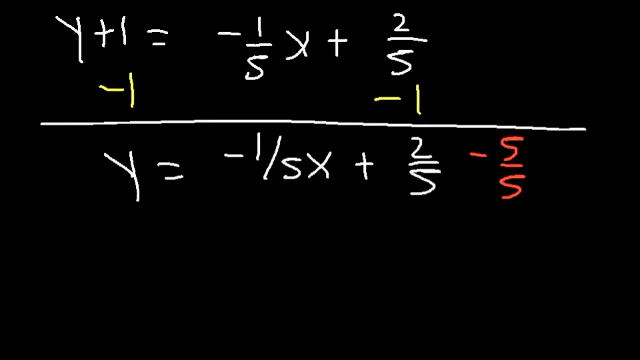 y+1 = -1/5 x + 2/5
-1 -1
y = -1/5x + 2/5 - 5/5